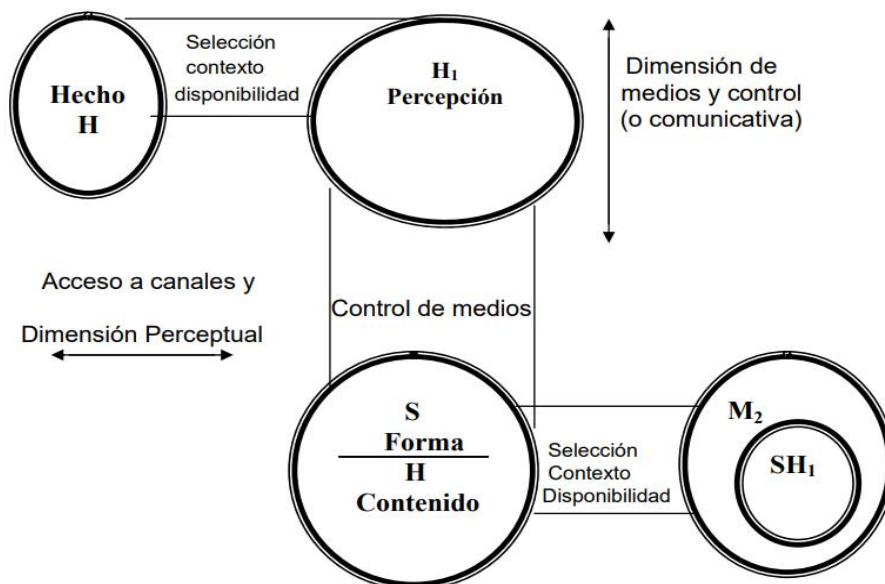 Hecho
H
Selección
contexto
disponibilidad
H₁
Percepción
Dimensión de
medios y control
(o comunicativa)
Acceso a canales y
Dimensión Perceptual
Control de medios
S
Forma
H
Contenido
Selección
Contexto
Disponibilidad
M₂
SH₁